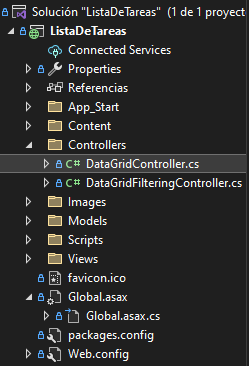 Solución "ListaDeTareas" (1 de 1 proyect
ListaDeTareas
Connected Services
Properties
Referencias
App_Start
Content
Controllers
C# DataGridController.cs
C# DataGridFilteringController.cs
Images
Models
Scripts
Views
favicon.ico
Global.asax
Global.asax.cs
packages.config
Web.config